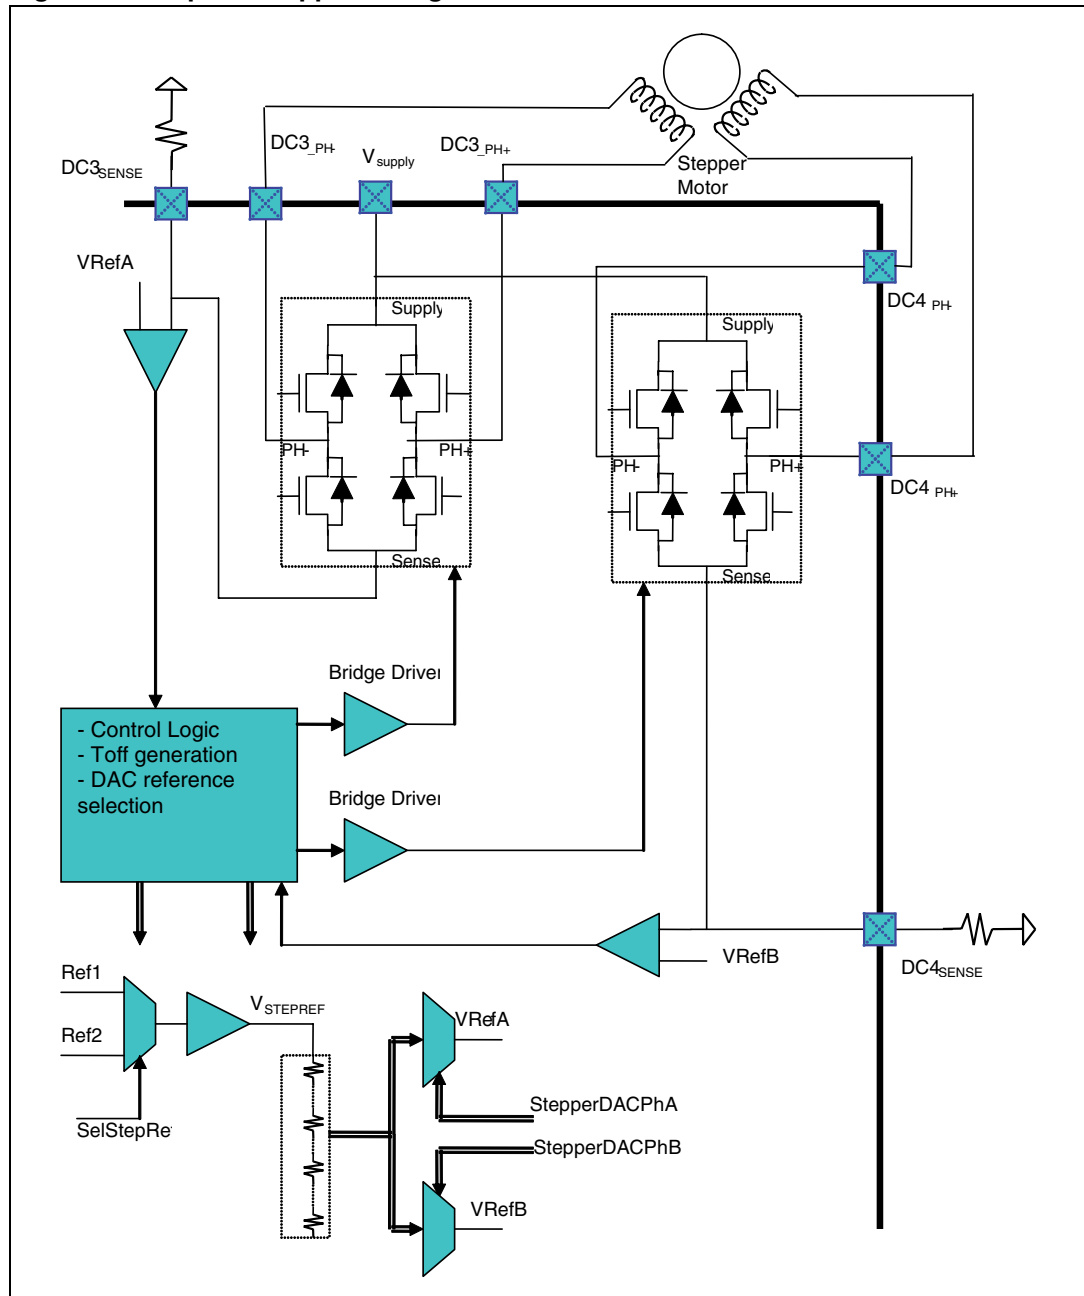 DC3_PH-
DC3_PH+
Vsupply
DC3SENSE
Stepper
Motor
VRefA
DC4 PH-
Supply
Supply
PH-
PH+
PH-
PH+
DC4 PH+
Sense
Sense
Bridge Driver
- Control Logic
- Toff generation
- DAC reference
selection
Bridge Driver
VRefB
DC4SENSE
Ref1
VSTEPREF
VRefA
Ref2
StepperDACPhA
SelStepRe
StepperDACPhB
VRefB